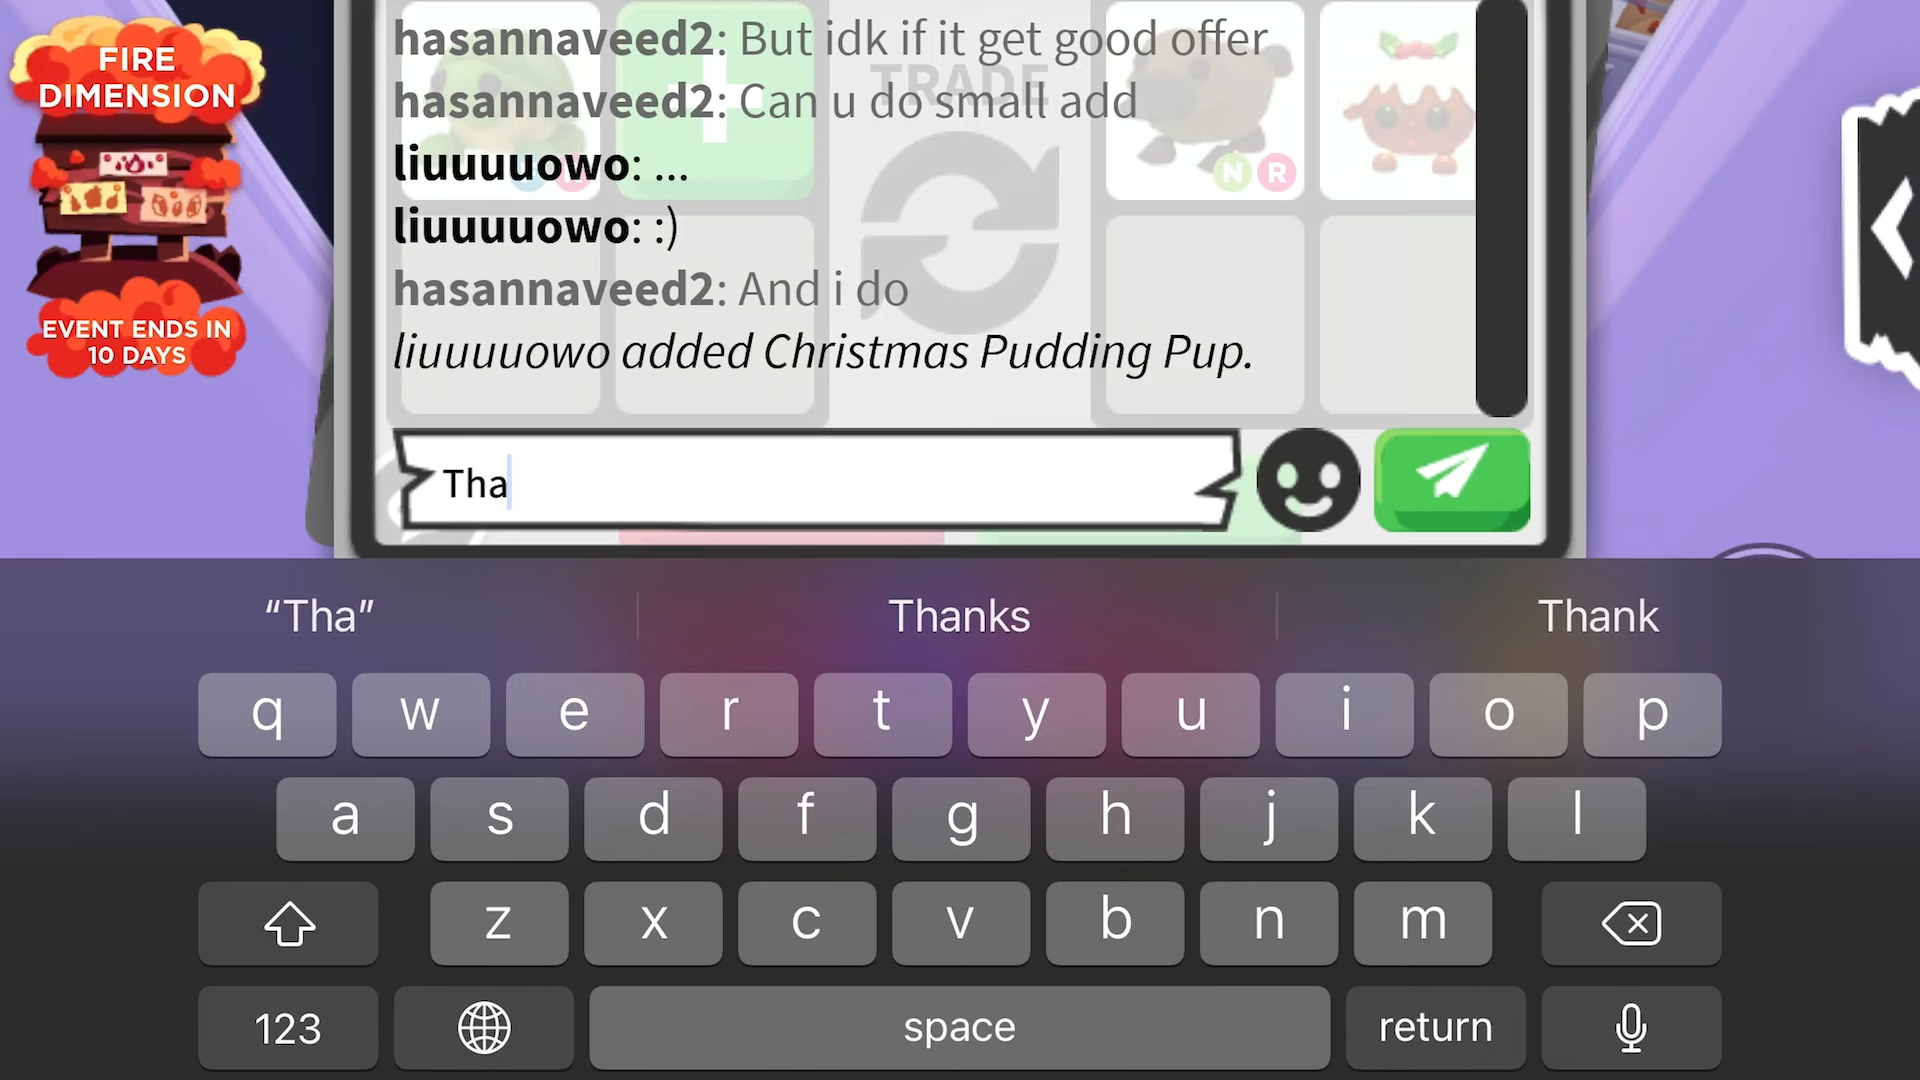 FIRE
DIMENSION
EVENT ENDS IN
10 DAYS
TRADE
hasannaveed2: But idk if it get good offer
hasannaveed2: Can u do small add
liuuuuowo: ...
liuuuuowo: :)
hasannaveed2: And i do
liuuuuowo added Christmas Pudding Pup.
N R
Tha
“Tha” Thanks Thank
q w e r t y u i o p
a s d f g h j k l
z x c v b n m
123 space return